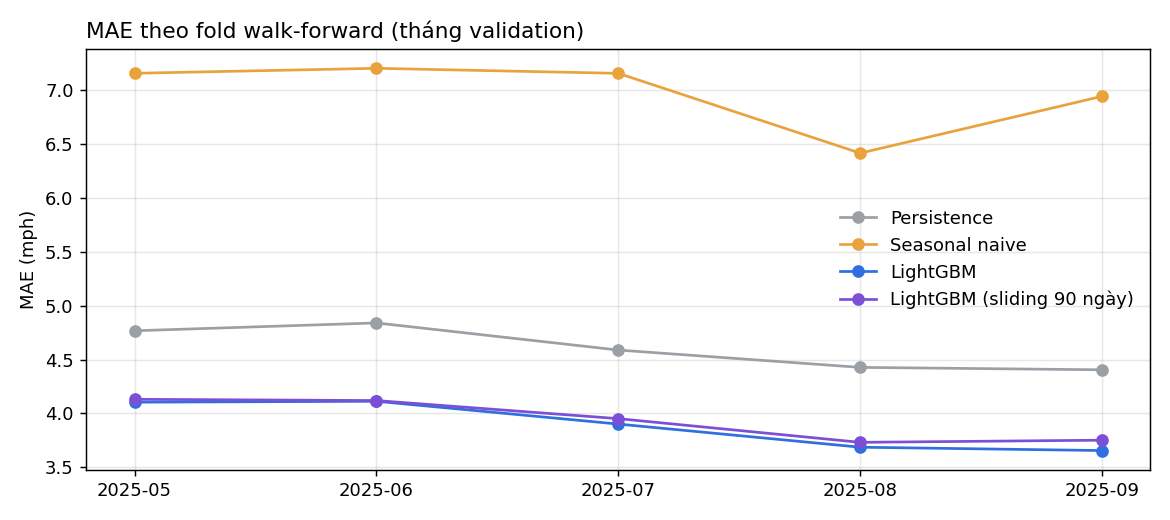 MAE theo fold walk-forward (tháng validation)
MAE (mph)
7.0
6.5
6.0
5.5
5.0
4.5
4.0
3.5
Persistence
Seasonal naive
LightGBM
LightGBM (sliding 90 ngày)
2025-05 2025-06 2025-07 2025-08 2025-09